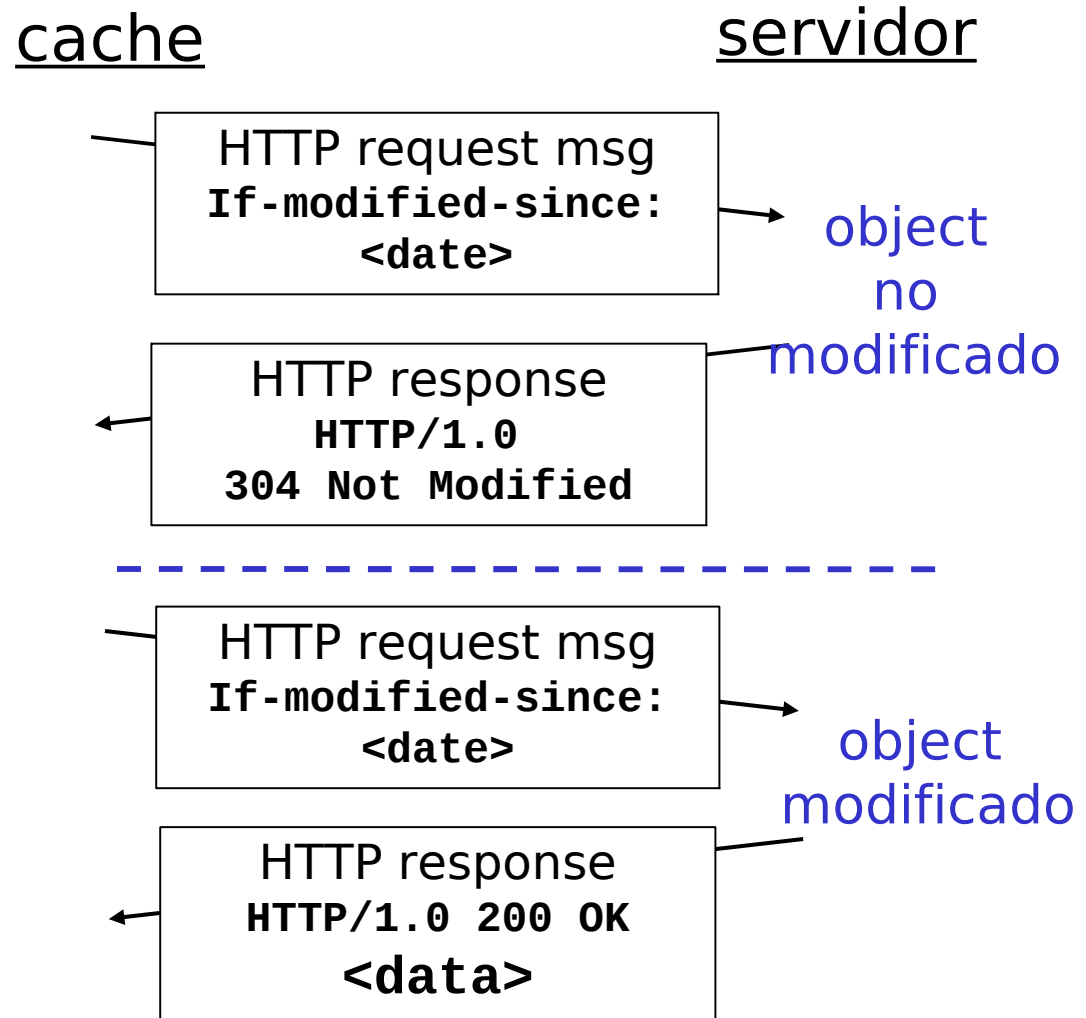 cache
servidor
HTTP request msg
If-modified-since:
<date>
object
no
modificado
HTTP response
HTTP/1.0
304 Not Modified
HTTP request msg
If-modified-since:
<date>
object
modificado
HTTP response
HTTP/1.0 200 OK
<data>